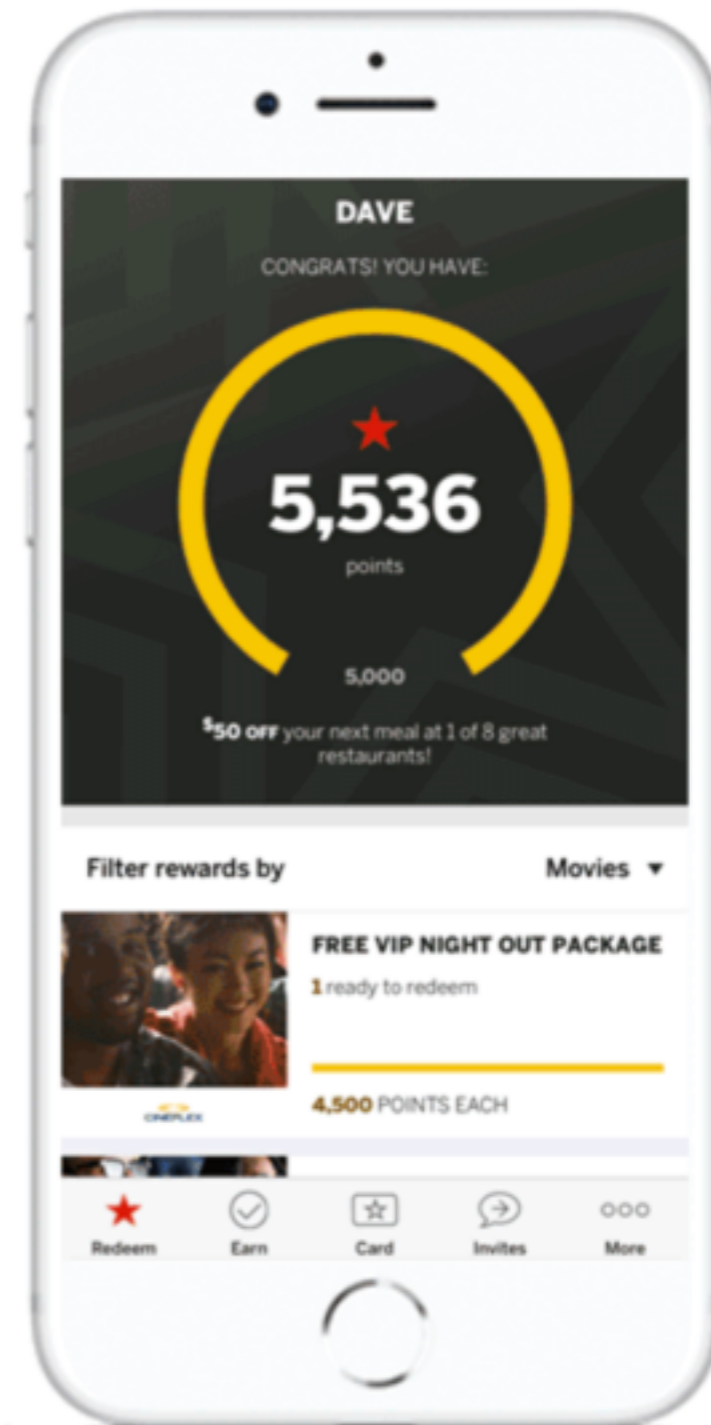 DAVE
CONGRATS! YOU HAVE:
5,536
points
5,000
$50 OFF your next meal at 1 of 8 great
restaurants!
Filter rewards by
Movies
FREE VIP NIGHT OUT PACKAGE
1 ready to redeem
CINEPLEX
4,500 POINTS EACH
Redeem
Earn
Card
Invites
More